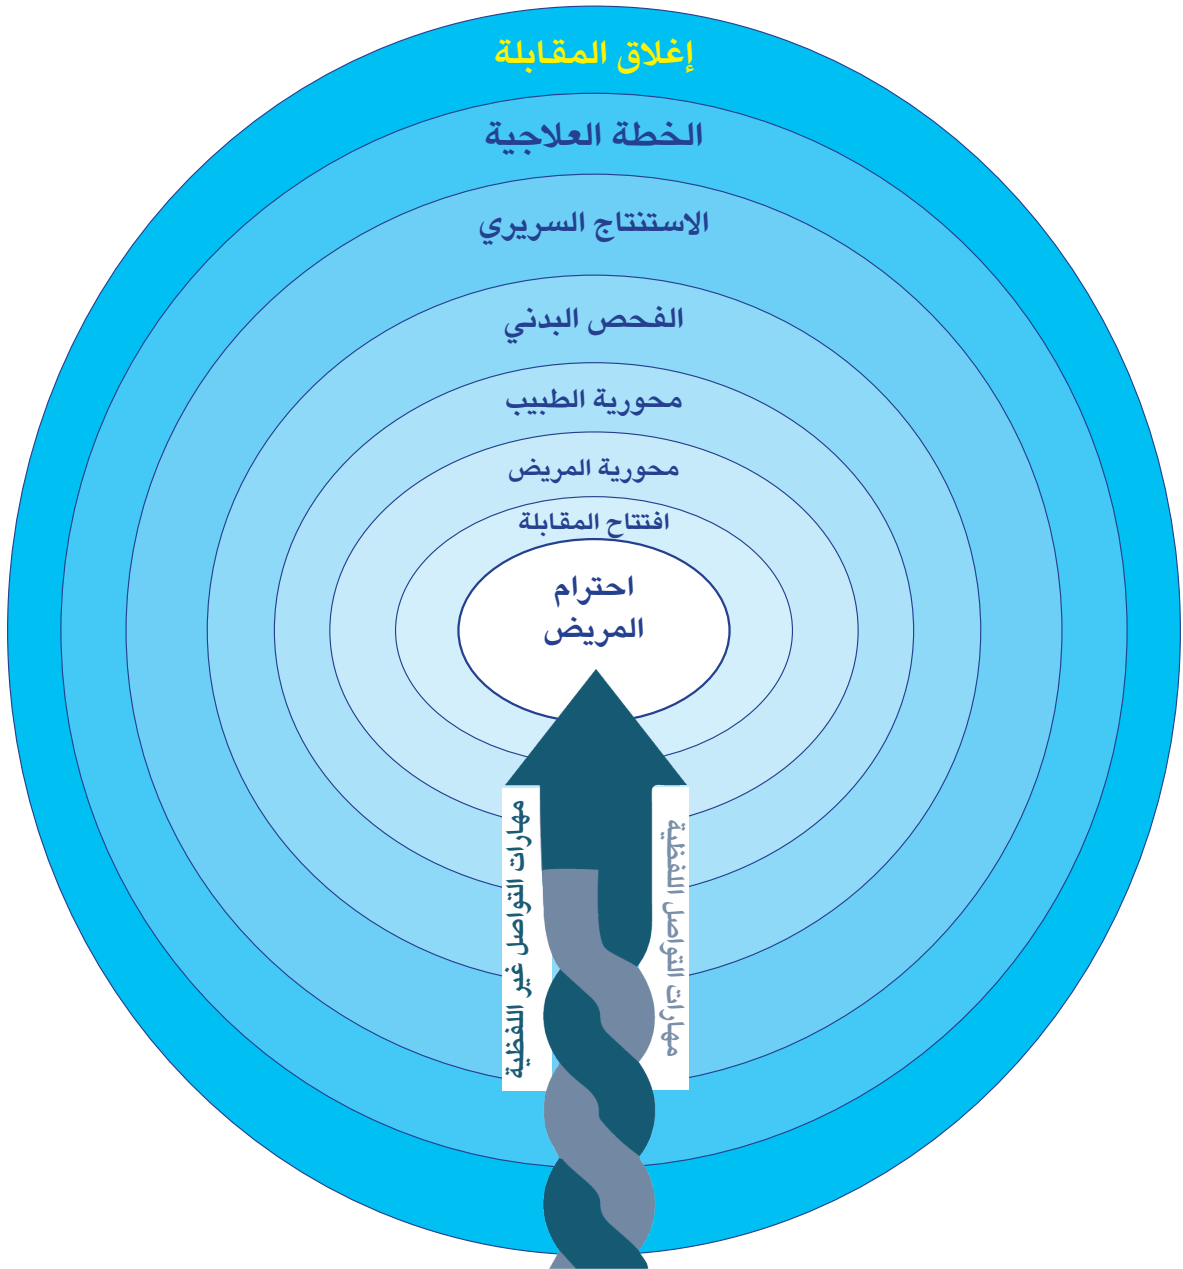 إغلاق المقابلة
الخطة العلاجية
الاستنتاج السريري
الفحص البدني
محورية الطبيب
محورية المريض
افتتاح المقابلة
احترام
المريض
مهارات التواصل اللفظية
مهارات التواصل غير اللفظية